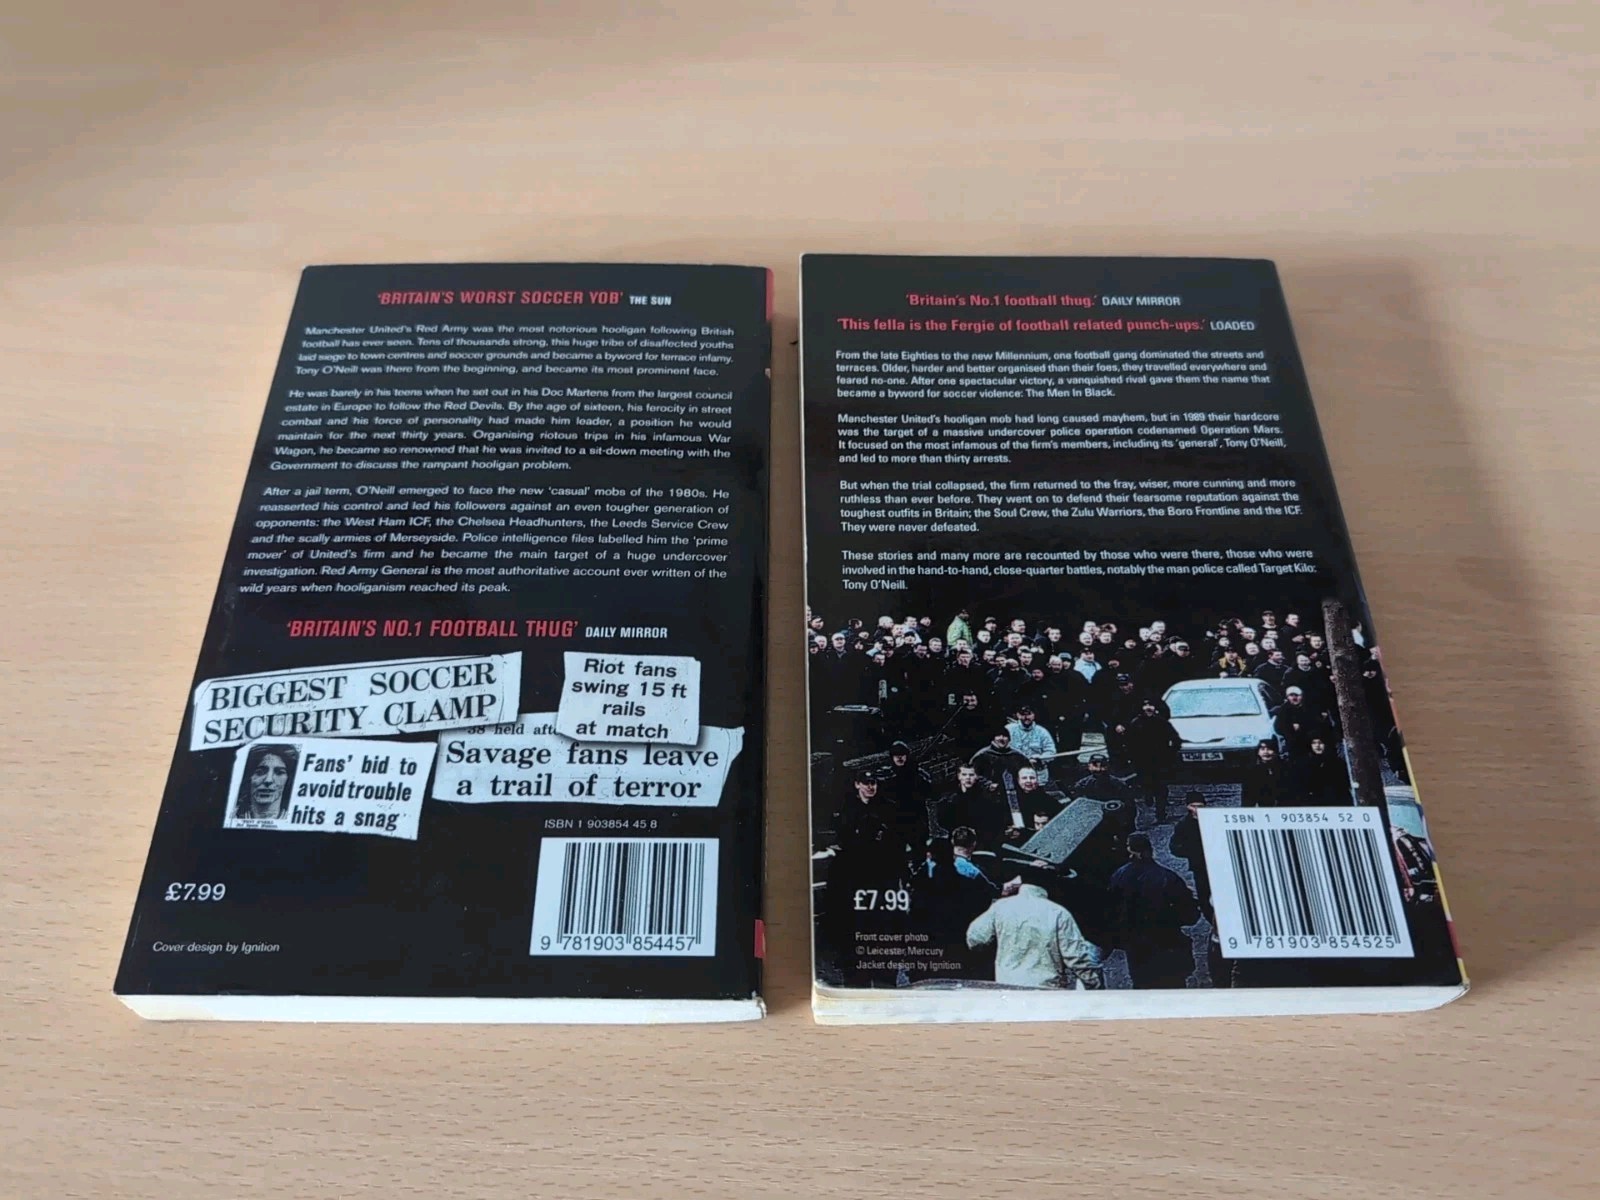 'BRITAIN'S WORST SOCCER YOB' THE SUN
Manchester United's Red Army was the most notorious hooligan following British
football has ever seen. Tens of thousands strong, this huge tribe of disaffected youths
laid siege to town centres and soccer grounds and became a byword for terrace infamy.
Tony O'Neill was there from the beginning, and became its most prominent face.
He was barely in his teens when he set out in his Doc Martens from the largest council
estate in Europe to follow the Red Devils. By the age of sixteen, his ferocity in street
combat and his force of personality had made him leader, a position he would
maintain for the next thirty years. Organising riotous trips in his infamous War
Wagon, he became so renowned that he was invited to a sit-down meeting with the
Government to discuss the rampant hooligan problem.
After a jail term, O'Neill emerged to face the new 'casual' mobs of the 1980s. He
reasserted his control and led his followers against an even tougher generation of
opponents: the West Ham ICF, the Chelsea Headhunters, the Leeds Service Crew
and the scally armies of Merseyside. Police intelligence files labelled him the 'prime
mover' of United's firm and he became the main target of a huge undercover
investigation. Red Army General is the most authoritative account ever written of the
wild years when hooliganism reached its peak.
'BRITAIN'S NO.1 FOOTBALL THUG' DAILY MIRROR
BIGGEST SOCCER
SECURITY CLAMP
Riot fans
swing 15 ft
rails
at match
38 held aft
Savage fans leave
a trail of terror
Fans' bid to
avoid trouble
hits a snag
ISBN 1 903854 45 8
£7.99
9 781903 854457
Cover design by Ignition
'Britain's No.1 football thug.' DAILY MIRROR
'This fella is the Fergie of football related punch-ups.' LOADED
From the late Eighties to the new Millennium, one football gang dominated the streets and
terraces. Older, harder and better organised than their foes, they travelled everywhere and
feared no-one. After one spectacular victory, a vanquished rival gave them the name that
became a byword for soccer violence: The Men In Black.
Manchester United's hooligan mob had long caused mayhem, but in 1989 their hardcore
was the target of a massive undercover police operation codenamed Operation Mars.
It focused on the most infamous of the firm's members, including its 'general', Tony O'Neill,
and led to more than thirty arrests.
But when the trial collapsed, the firm returned to the fray, wiser, more cunning and more
ruthless than ever before. They went on to defend their fearsome reputation against the
toughest outfits in Britain; the Soul Crew, the Zulu Warriors, the Boro Frontline and the ICF.
They were never defeated.
These stories and many more are recounted by those who were there, those who were
involved in the hand-to-hand, close-quarter battles, notably the man police called Target Kilo:
Tony O'Neill.
ISBN 1 903854 52 0
£7.99
9 781903 854525
Front cover photo
© Leicester Mercury
Jacket design by Ignition